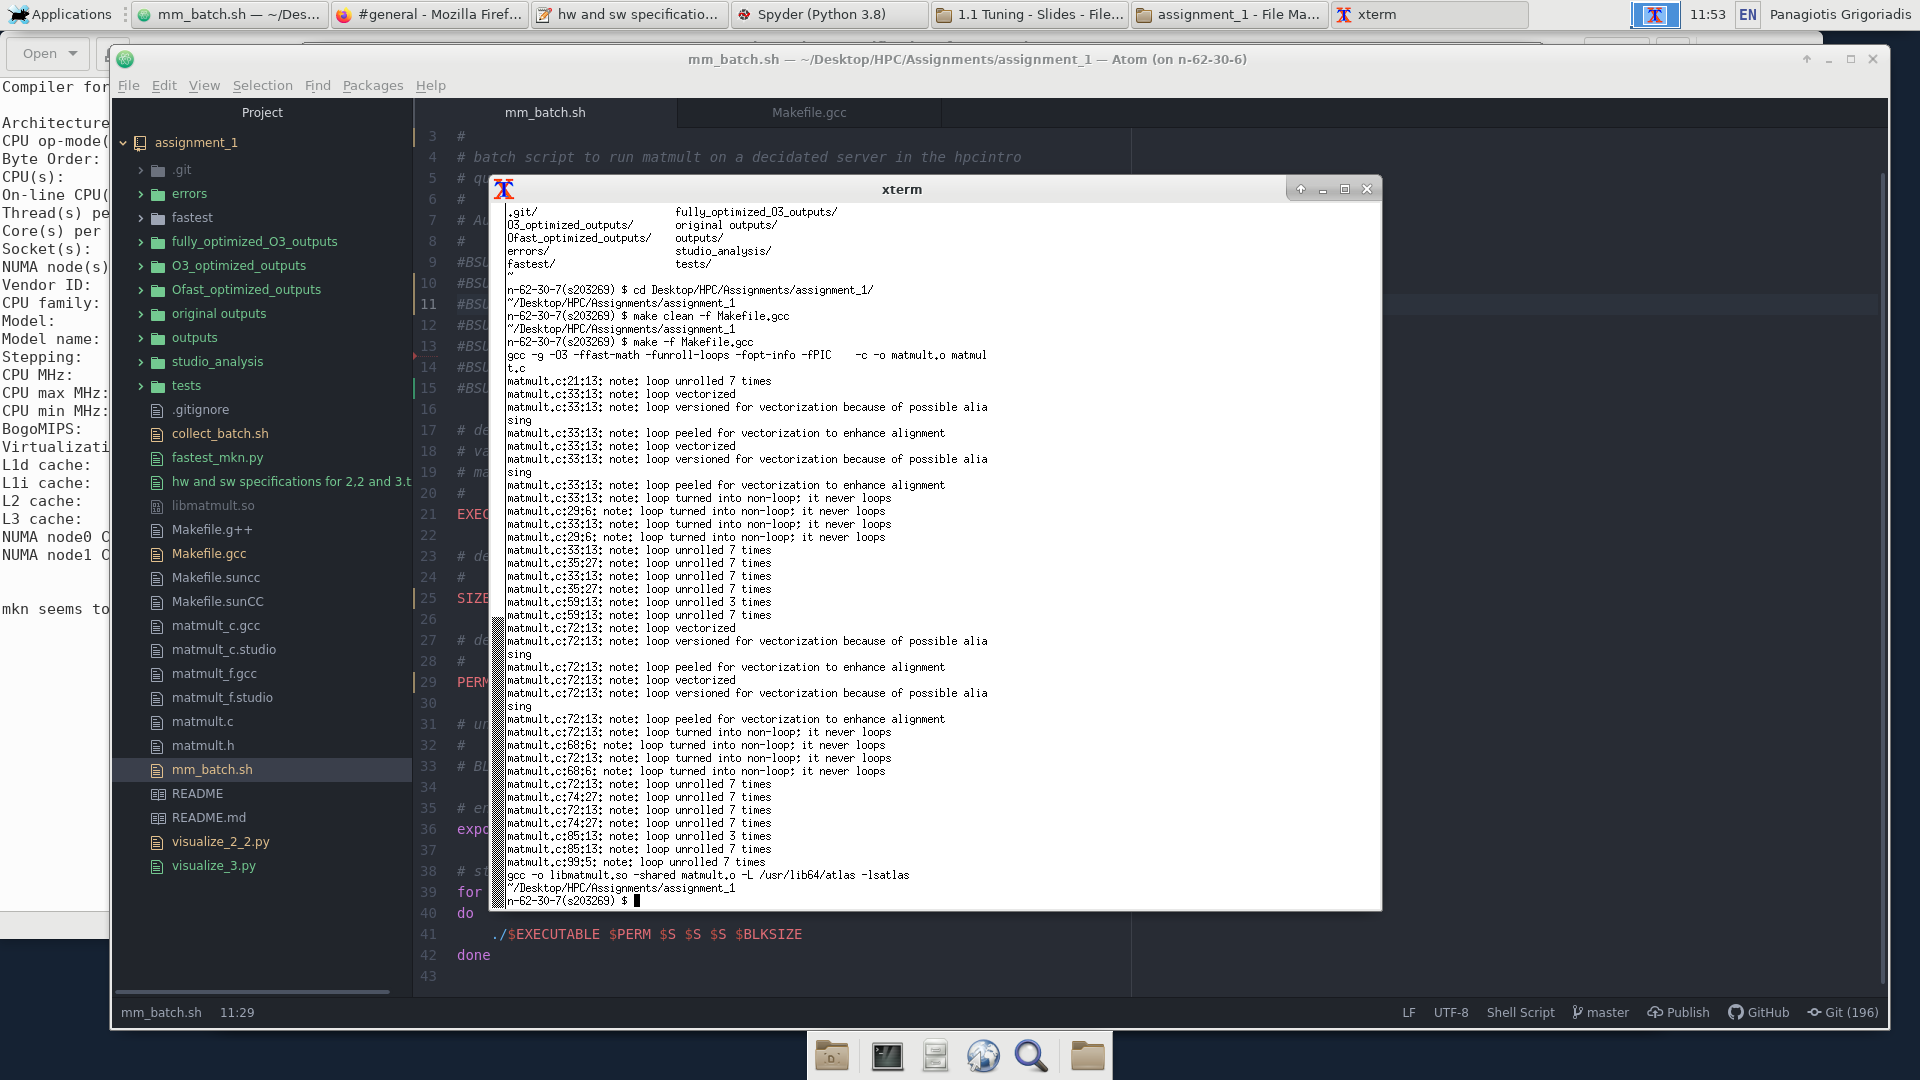 Applications
mm_batch.sh — ~/Des...
#general - Mozilla Firef...
hw and sw specificatio...
Spyder (Python 3.8)
1.1 Tuning - Slides - File...
assignment_1 - File Ma...
xterm
11:53
EN
Panagiotis Grigoriadis
Open
Compiler for
Architecture
CPU op-mode(
Byte Order:
CPU(s):
On-line CPU(
Thread(s) pe
Core(s) per
Socket(s):
NUMA node(s)
Vendor ID:
CPU family:
Model:
Model name:
Stepping:
CPU MHz:
CPU max MHz:
CPU min MHz:
BogoMIPS:
Virtualizati
L1d cache:
L1i cache:
L2 cache:
L3 cache:
NUMA node0 C
NUMA node1 C
mkn seems to
mm_batch.sh — ~/Desktop/HPC/Assignments/assignment_1 — Atom (on n-62-30-6)
File Edit View Selection Find Packages Help
Project
assignment_1
.git
errors
fastest
fully_optimized_O3_outputs
O3_optimized_outputs
Ofast_optimized_outputs
original outputs
outputs
studio_analysis
tests
.gitignore
collect_batch.sh
fastest_mkn.py
hw and sw specifications for 2,2 and 3.t
libmatmult.so
Makefile.g++
Makefile.gcc
Makefile.suncc
Makefile.sunCC
matmult_c.gcc
matmult_c.studio
matmult_f.gcc
matmult_f.studio
matmult.c
matmult.h
mm_batch.sh
README
README.md
visualize_2_2.py
visualize_3.py
mm_batch.sh
Makefile.gcc
3 #
4 # batch script to run matmult on a decidated server in the hpcintro
5 # qu
6 #
7 # Au
8 #
9 #BSU
10 #BSU
11 #BSU
12 #BSU
13 #BSU
14 #BSU
15 #BSU
16
17 # de
18 # va
19 # ma
20 #
21 EXEC
22
23 # de
24 #
25 SIZE
26
27 # de
28 #
29 PERM
30
31 # un
32 #
33 # BL
34
35 # en
36 expo
37
38 # st
39 for
40 do
41 ./$EXECUTABLE $PERM $S $S $S $BLKSIZE
42 done
43
xterm
.git/ fully_optimized_O3_outputs/
O3_optimized_outputs/ original outputs/
Ofast_optimized_outputs/ outputs/
errors/ studio_analysis/
fastest/ tests/
~
n-62-30-7(s203269) $ cd Desktop/HPC/Assignments/assignment_1/
~/Desktop/HPC/Assignments/assignment_1
n-62-30-7(s203269) $ make clean -f Makefile.gcc
~/Desktop/HPC/Assignments/assignment_1
n-62-30-7(s203269) $ make -f Makefile.gcc
gcc -g -O3 -ffast-math -funroll-loops -fopt-info -fPIC -c -o matmult.o matmul
t.c
matmult.c:21:13: note: loop unrolled 7 times
matmult.c:33:13: note: loop vectorized
matmult.c:33:13: note: loop versioned for vectorization because of possible alia
sing
matmult.c:33:13: note: loop peeled for vectorization to enhance alignment
matmult.c:33:13: note: loop vectorized
matmult.c:33:13: note: loop versioned for vectorization because of possible alia
sing
matmult.c:33:13: note: loop peeled for vectorization to enhance alignment
matmult.c:33:13: note: loop turned into non-loop; it never loops
matmult.c:29:6: note: loop turned into non-loop; it never loops
matmult.c:33:13: note: loop turned into non-loop; it never loops
matmult.c:29:6: note: loop turned into non-loop; it never loops
matmult.c:33:13: note: loop unrolled 7 times
matmult.c:35:27: note: loop unrolled 7 times
matmult.c:33:13: note: loop unrolled 7 times
matmult.c:35:27: note: loop unrolled 7 times
matmult.c:59:13: note: loop unrolled 3 times
matmult.c:59:13: note: loop unrolled 7 times
matmult.c:72:13: note: loop vectorized
matmult.c:72:13: note: loop versioned for vectorization because of possible alia
sing
matmult.c:72:13: note: loop peeled for vectorization to enhance alignment
matmult.c:72:13: note: loop vectorized
matmult.c:72:13: note: loop versioned for vectorization because of possible alia
sing
matmult.c:72:13: note: loop peeled for vectorization to enhance alignment
matmult.c:72:13: note: loop turned into non-loop; it never loops
matmult.c:68:6: note: loop turned into non-loop; it never loops
matmult.c:72:13: note: loop turned into non-loop; it never loops
matmult.c:68:6: note: loop turned into non-loop; it never loops
matmult.c:72:13: note: loop unrolled 7 times
matmult.c:74:27: note: loop unrolled 7 times
matmult.c:72:13: note: loop unrolled 7 times
matmult.c:74:27: note: loop unrolled 7 times
matmult.c:85:13: note: loop unrolled 3 times
matmult.c:85:13: note: loop unrolled 7 times
matmult.c:99:5: note: loop unrolled 7 times
gcc -o libmatmult.so -shared matmult.o -L /usr/lib64/atlas -lsatlas
~/Desktop/HPC/Assignments/assignment_1
n-62-30-7(s203269) $
mm_batch.sh 11:29
LF UTF-8 Shell Script master Publish GitHub Git (196)